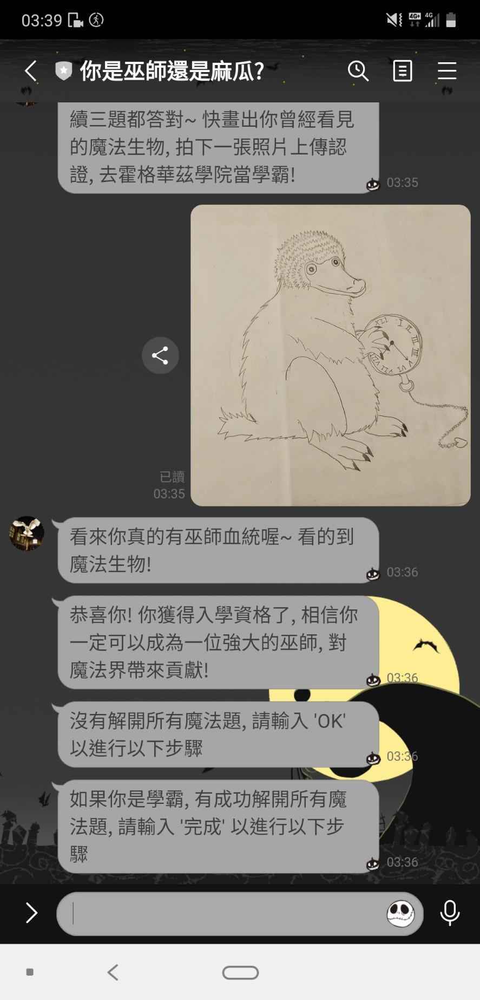 03:39
4G+ 4G
你是巫師還是麻瓜?
續三題都答對~ 快畫出你曾經看見
的魔法生物, 拍下一張照片上傳認
證, 去霍格華茲學院當學霸!
03:35
XII I II III IIII V VI VII VIII
已讀
03:35
看來你真的有巫師血統喔~ 看的到
魔法生物!
03:36
恭喜你! 你獲得入學資格了, 相信你
一定可以成為一位強大的巫師, 對
魔法界帶來貢獻!
03:36
沒有解開所有魔法題, 請輸入 'OK'
以進行以下步驟
03:36
如果你是學霸, 有成功解開所有魔
法題, 請輸入 '完成' 以進行以下步
驟
03:36